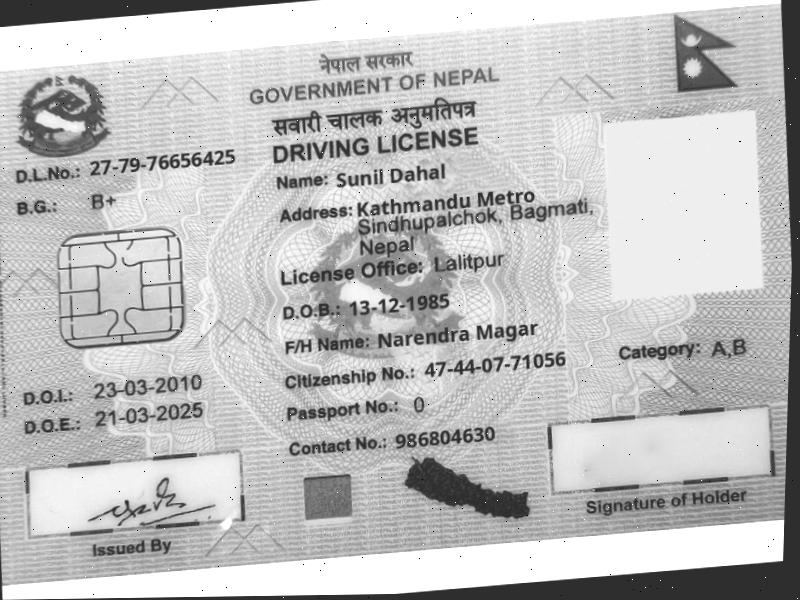 नेपाल सरकार
GOVERNMENT OF NEPAL
सवारी चालक अनुमतिपत्र
DRIVING LICENSE
D.L.No.: 27-79-76656425
B.G.: B+
Name: Sunil Dahal
Address: Kathmandu Metro
Sindhupalchok, Bagmati,
Nepal
License Office: Lalitpur
D.O.B.: 13-12-1985
F/H Name: Narendra Magar
Citizenship No.: 47-44-07-71056
Category: A,B
D.O.I.: 23-03-2010
Passport No.: 0
D.O.E.: 21-03-2025
Contact No.: 986804630
Issued By
Signature of Holder